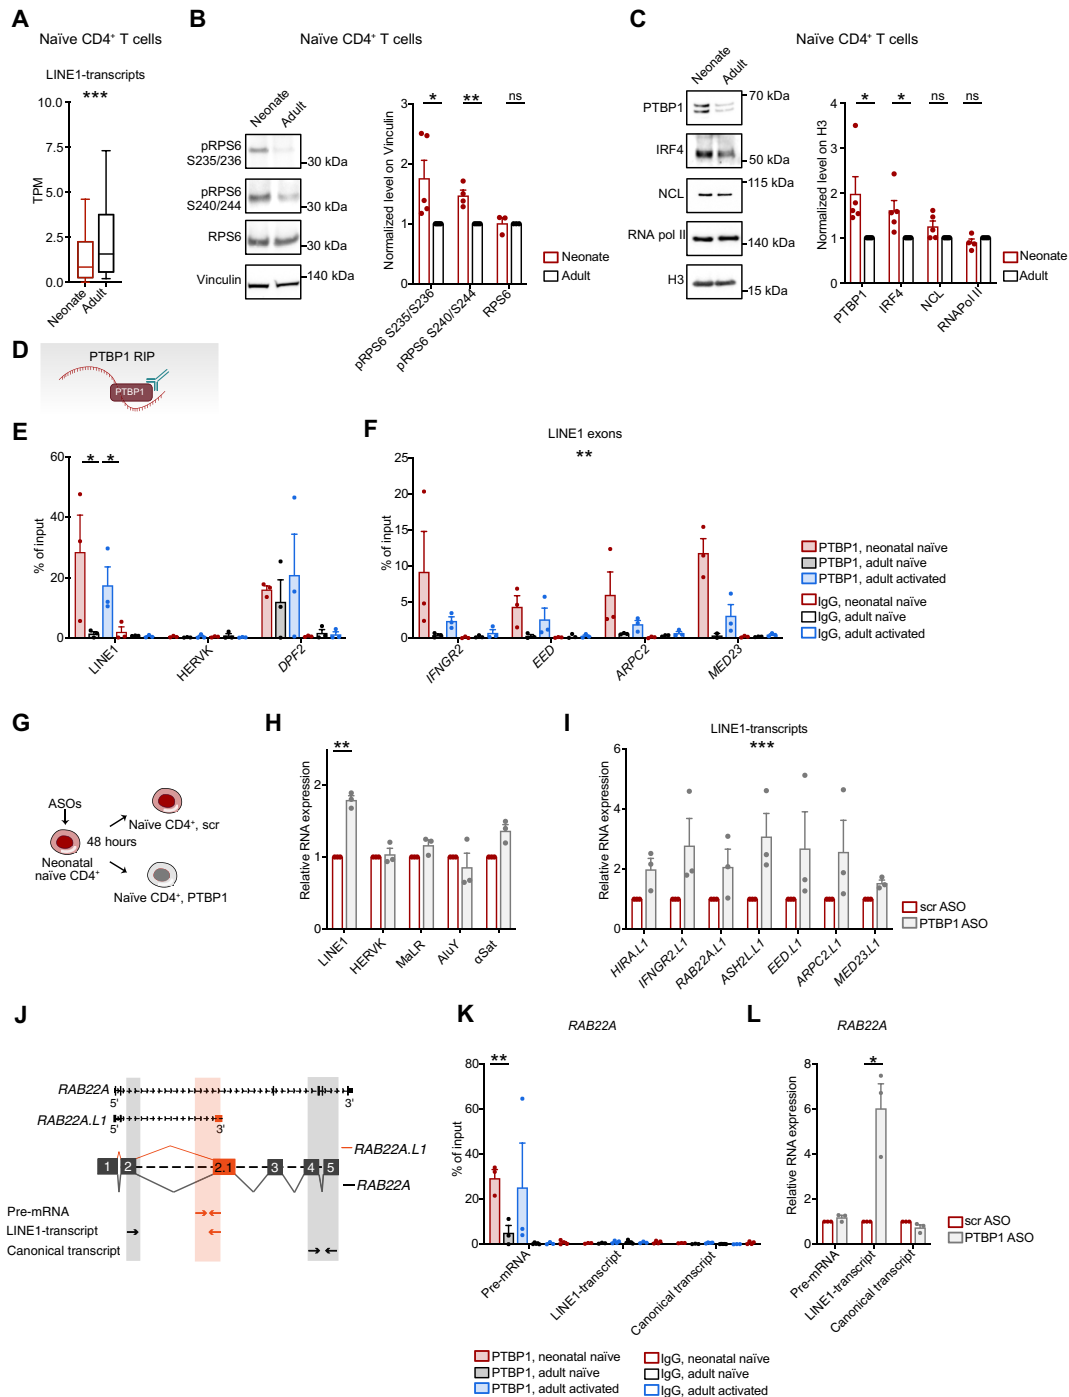 A
Naïve CD4⁺ T cells
LINE1-transcripts
***
10.0
7.5
5.0
2.5
0.0
TPM
Neonate
Adult
B
Naïve CD4⁺ T cells
Neonate
Adult
pRPS6
S235/236
30 kDa
pRPS6
S240/244
30 kDa
RPS6
30 kDa
Vinculin
140 kDa
Normalized level on Vinculin
3
2
1
0
*
**
ns
pRPS6 S235/S236
pRPS6 S240/S244
RPS6
Neonate
Adult
C
Naïve CD4⁺ T cells
Neonate
Adult
PTBP1
70 kDa
IRF4
50 kDa
NCL
115 kDa
RNA pol II
140 kDa
H3
15 kDa
Normalized level on H3
4
3
2
1
0
*
*
ns
ns
PTBP1
IRF4
NCL
RNAPol II
Neonate
Adult
D
PTBP1 RIP
PTBP1
E
% of input
60
40
20
0
*
*
LINE1
HERVK
DPF2
F
LINE1 exons
**
% of input
25
20
15
10
5
0
IFNGR2
EED
ARPC2
MED23
PTBP1, neonatal naïve
PTBP1, adult naïve
PTBP1, adult activated
IgG, neonatal naïve
IgG, adult naïve
IgG, adult activated
G
ASOs
48 hours
Neonatal
naïve CD4⁺
Naïve CD4⁺, scr
Naïve CD4⁺, PTBP1
H
Relative RNA expression
2
1
0
**
LINE1
HERVK
MaLR
AluY
αSat
I
LINE1-transcripts
***
Relative RNA expression
6
4
2
0
HIRA.L1
IFNGR2.L1
RAB22A.L1
ASH2L.L1
EED.L1
ARPC2.L1
MED23.L1
scr ASO
PTBP1 ASO
J
RAB22A
5'
3'
RAB22A.L1
5'
3'
RAB22A.L1
1
2
2.1
3
4
5
RAB22A
Pre-mRNA
LINE1-transcript
Canonical transcript
K
RAB22A
% of input
80
60
40
20
0
**
Pre-mRNA
LINE1-transcript
Canonical transcript
PTBP1, neonatal naïve
PTBP1, adult naïve
PTBP1, adult activated
IgG, neonatal naïve
IgG, adult naïve
IgG, adult activated
L
RAB22A
Relative RNA expression
8
6
4
2
0
*
Pre-mRNA
LINE1-transcript
Canonical transcript
scr ASO
PTBP1 ASO